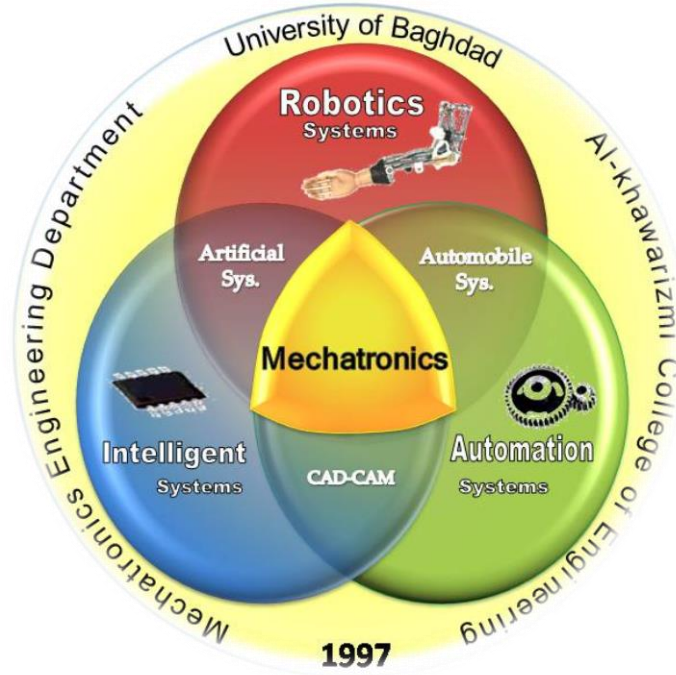 University of Baghdad
Mechatronics Engineering Department
Al-Khawarizmi College of Engineering
Robotics
Systems
Artificial
Sys.
Automobile
Sys.
Mechatronics
Intelligent
Systems
Automation
Systems
CAD-CAM
1997